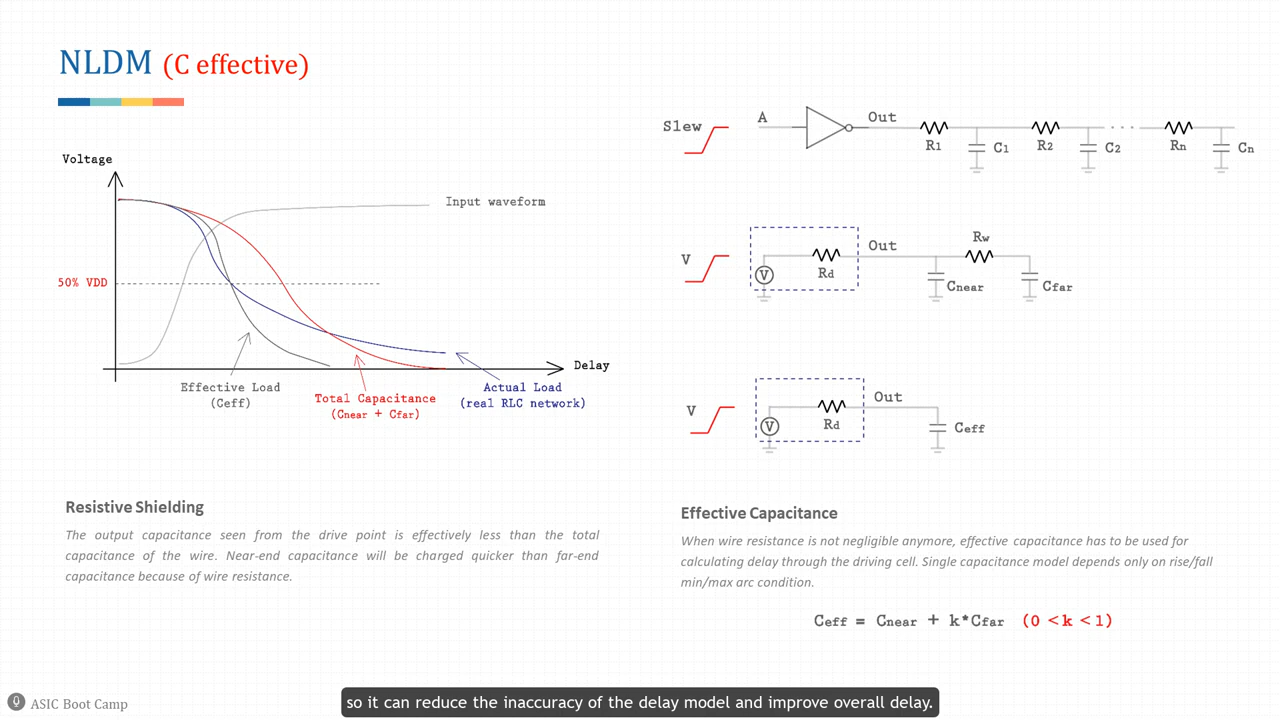 NLDM (C effective)
Voltage
Input waveform
50% VDD
Delay
Effective Load
(Ceff)
Total Capacitance
(Cnear + Cfar)
Actual Load
(real RLC network)
Slew
A
Out
R1
C1
R2
C2
...
Rn
Cn
V
V
Rd
Out
Rw
Cnear
Cfar
V
V
Rd
Out
Ceff
Resistive Shielding
The output capacitance seen from the drive point is effectively less than the total
capacitance of the wire. Near-end capacitance will be charged quicker than far-end
capacitance because of wire resistance.
Effective Capacitance
When wire resistance is not negligible anymore, effective capacitance has to be used for
calculating delay through the driving cell. Single capacitance model depends only on rise/fall
min/max arc condition.
Ceff = Cnear + k*Cfar (0 < k < 1)
ASIC Boot Camp
so it can reduce the inaccuracy of the delay model and improve overall delay.